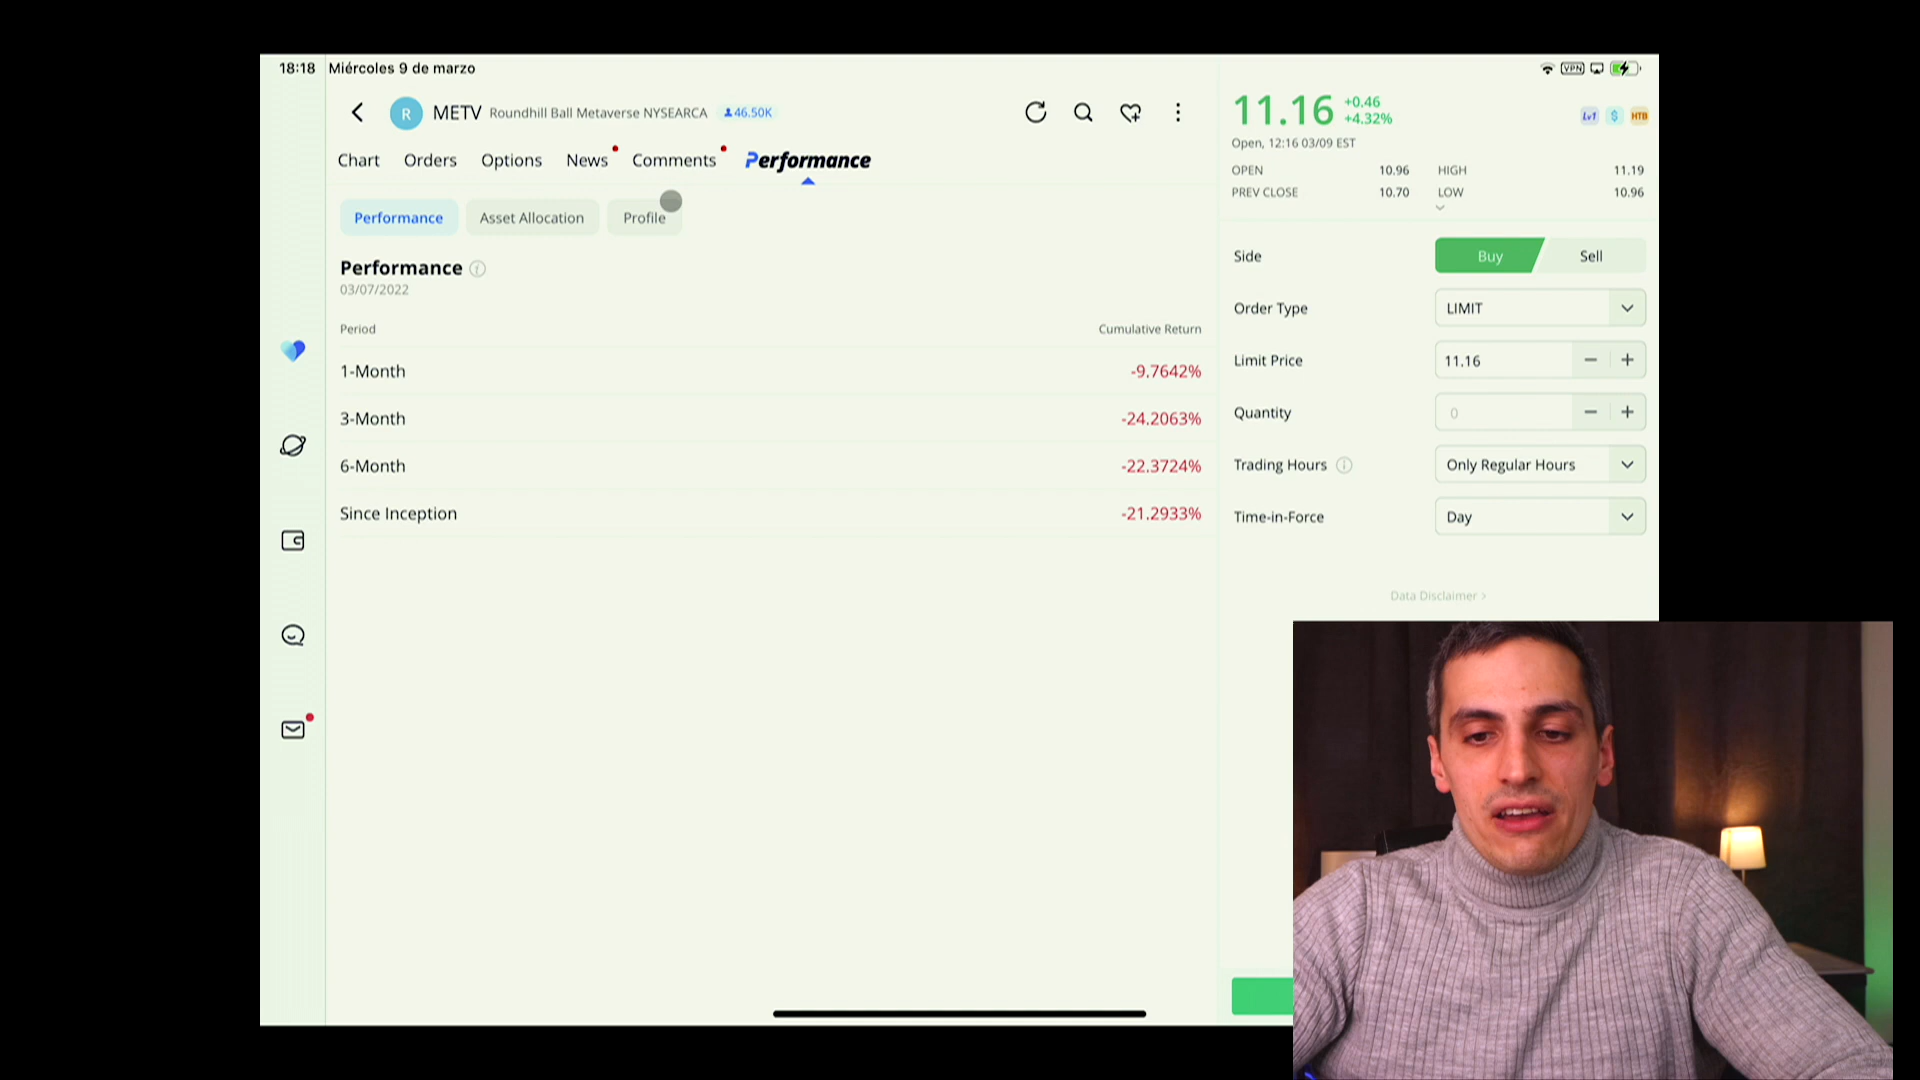 18:18 Miércoles 9 de marzo
VPN
R METV Roundhill Ball Metaverse NYSEARCA 46.50K
Chart Orders Options News Comments Performance
Performance Asset Allocation Profile
Performance
03/07/2022
Period Cumulative Return
1-Month -9.7642%
3-Month -24.2063%
6-Month -22.3724%
Since Inception -21.2933%
11.16 +0.46
+4.32%
Lv1 $ HTB
Open, 12:16 03/09 EST
OPEN 10.96 HIGH 11.19
PREV CLOSE 10.70 LOW 10.96
Side Buy Sell
Order Type LIMIT
Limit Price 11.16
Quantity 0
Trading Hours Only Regular Hours
Time-in-Force Day
Data Disclaimer >